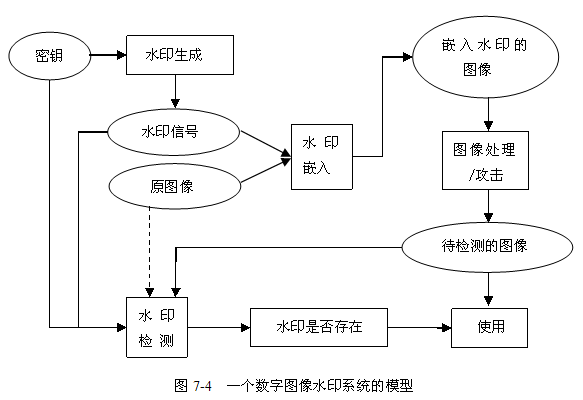 密钥
水印生成
嵌入水印的
图像
水印信号
水 印
嵌入
图像处理
/攻击
原图像
待检测的图像
水 印
检 测
水印是否存在
使用
图 7-4 一个数字图像水印系统的模型